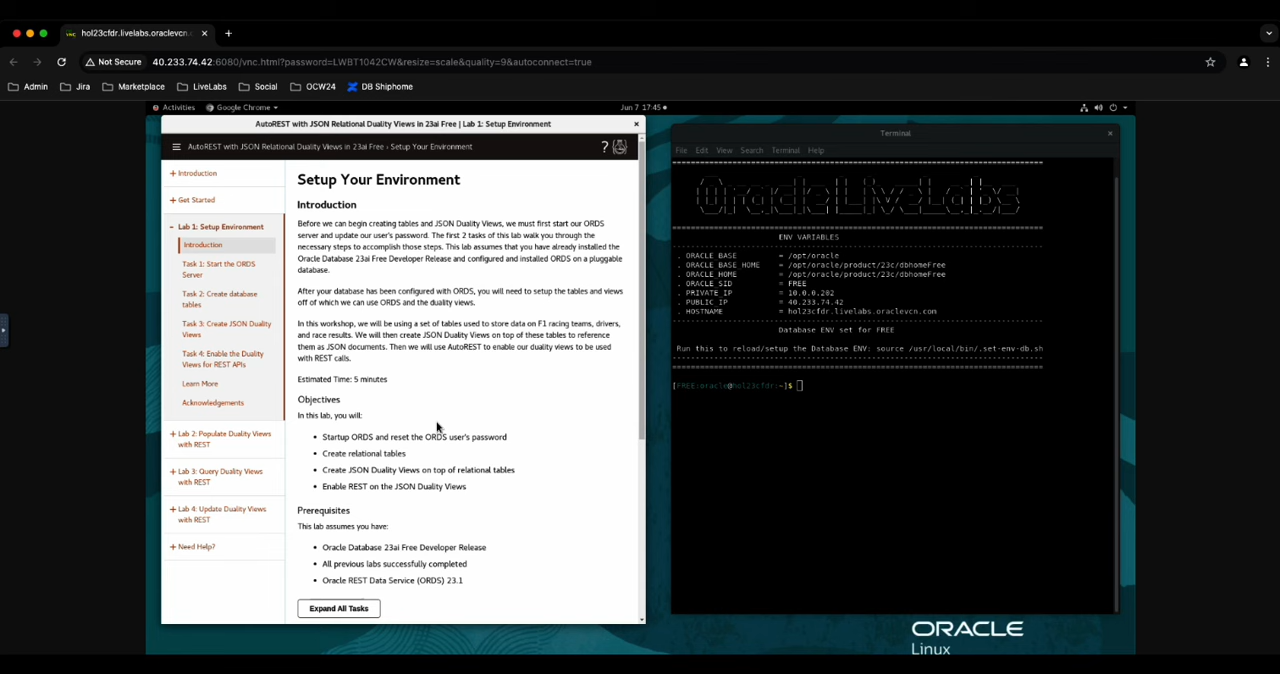 hol23cfdr.livelabs.oraclevcn.
Not Secure 40.233.74.42:6080/vnc.html?password=LWBT1042CW&resize=scale&quality=9&autoconnect=true
Admin Jira Marketplace LiveLabs Social OCW24 DB Shiphome
Activities Google Chrome Jun 7 17:45
AutoREST with JSON Relational Duality Views in 23ai Free | Lab 1: Setup Environment
AutoREST with JSON Relational Duality Views in 23ai Free › Setup Your Environment
+ Introduction
+ Get Started
- Lab 1: Setup Environment
Introduction
Task 1: Start the ORDS
Server
Task 2: Create database
tables
Task 3: Create JSON Duality
Views
Task 4: Enable the Duality
Views for REST APIs
Learn More
Acknowledgements
+ Lab 2: Populate Duality Views
with REST
+ Lab 3: Query Duality Views
with REST
+ Lab 4: Update Duality Views
with REST
+ Need Help?
Setup Your Environment
Introduction
Before we can begin creating tables and JSON Duality Views, we must first start our ORDS
server and update our user's password. The first 2 tasks of this lab walk you through the
necessary steps to accomplish those steps. This lab assumes that you have already installed the
Oracle Database 23ai Free Developer Release and configured and installed ORDS on a pluggable
database.
After your database has been configured with ORDS, you will need to setup the tables and views
off of which we can use ORDS and the duality views.
In this workshop, we will be using a set of tables used to store data on F1 racing teams, drivers,
and race results. We will then create JSON Duality Views on top of these tables to reference
them as JSON documents. Then we will use AutoREST to enable our duality views to be used
with REST calls.
Estimated Time: 5 minutes
Objectives
In this lab, you will:
• Startup ORDS and reset the ORDS user's password
• Create relational tables
• Create JSON Duality Views on top of relational tables
• Enable REST on the JSON Duality Views
Prerequisites
This lab assumes you have:
• Oracle Database 23ai Free Developer Release
• All previous labs successfully completed
• Oracle REST Data Service (ORDS) 23.1
Expand All Tasks
Terminal
File Edit View Search Terminal Help
ENV VARIABLES
. ORACLE_BASE = /opt/oracle
. ORACLE_BASE_HOME = /opt/oracle/product/23c/dbhomeFree
. ORACLE_HOME = /opt/oracle/product/23c/dbhomeFree
. ORACLE_SID = FREE
. PRIVATE_IP = 10.0.0.202
. PUBLIC_IP = 40.233.74.42
. HOSTNAME = hol23cfdr.livelabs.oraclevcn.com
Database ENV set for FREE
Run this to reload/setup the Database ENV: source /usr/local/bin/.set-env-db.sh
[FREE:oracle@hol23cfdr:~]$
ORACLE
Linux